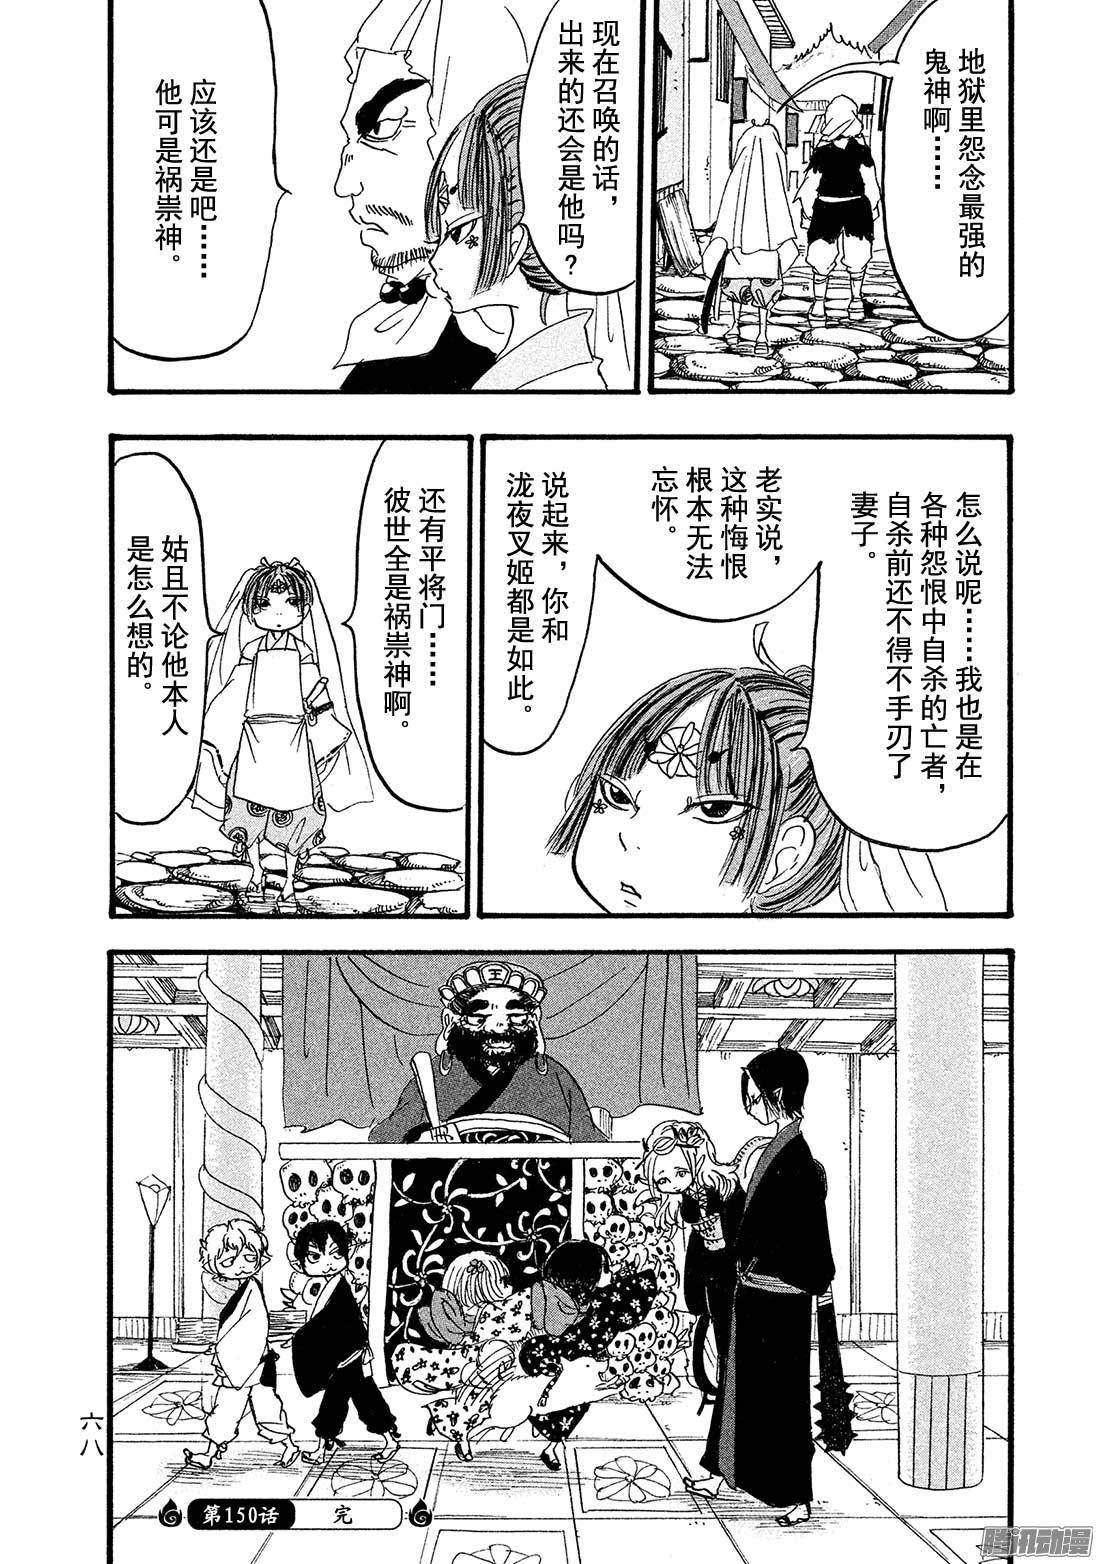 地狱里怨念最强的
鬼神啊……
现在召唤的话，
出来的还会是他吗？
应该还是吧……
他可是祸祟神。
怎么说呢……我也是在
各种怨恨中自杀的亡者，
自杀前还不得不手刃了
妻子。
老实说，
这种悔恨
根本无法
忘怀。
说起来，你和
泷夜叉姬都是如此。
还有平将门……
彼世全是祸祟神啊。
姑且不论他本人
是怎么想的。
王
第150话 完
六八
腾讯动漫